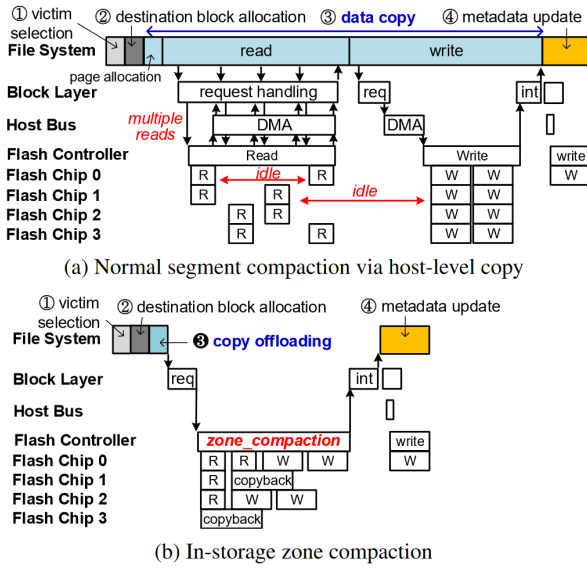 ① victim selection ② destination block allocation ③ data copy ④ metadata update
File System read write
page allocation
Block Layer request handling req int
multiple reads
Host Bus DMA DMA
Flash Controller Read Write write
Flash Chip 0 R idle R W W W
Flash Chip 1 R R idle W W
Flash Chip 2 R R W W
Flash Chip 3 R R W W
(a) Normal segment compaction via host-level copy
① victim selection ② destination block allocation ④ metadata update
File System ❸ copy offloading
Block Layer req int
Host Bus
Flash Controller zone_compaction write
Flash Chip 0 R R W W W
Flash Chip 1 R copyback
Flash Chip 2 R W W
Flash Chip 3 copyback
(b) In-storage zone compaction